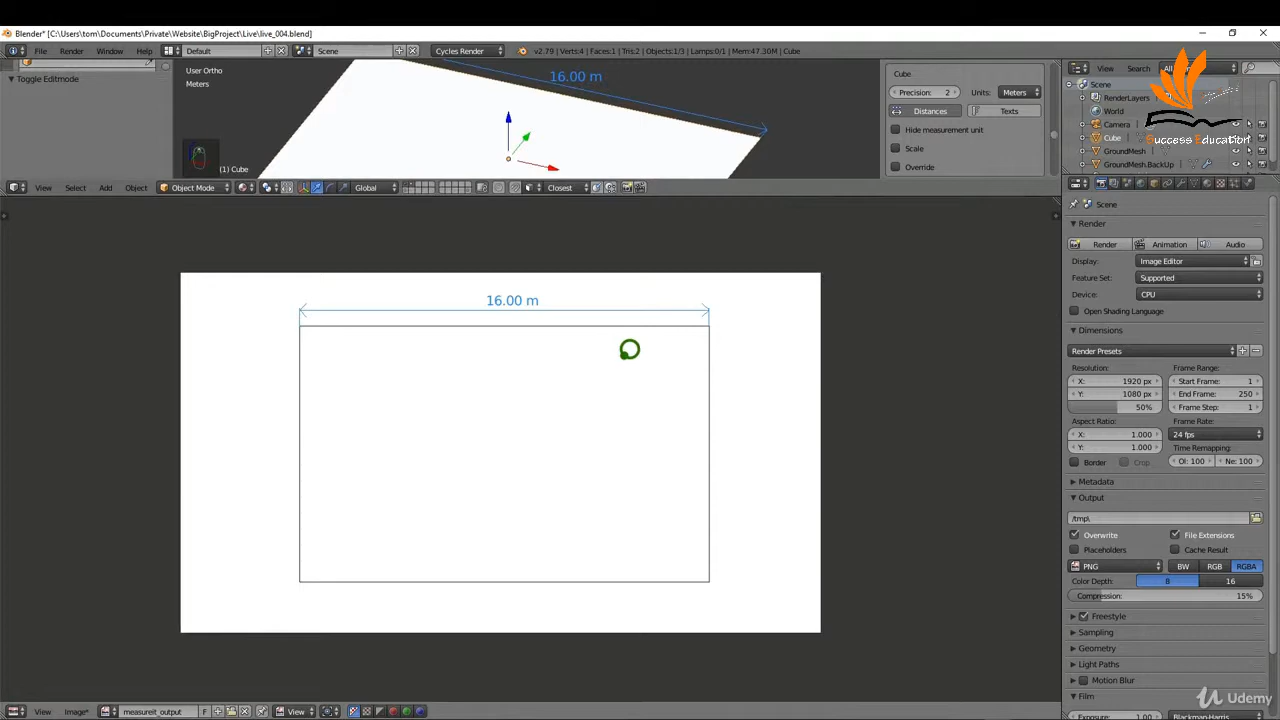 Blender* [C:\Users\tom\Documents\Private\Website\BigProject\Live\live_004.blend]
File Render Window Help Default Scene Cycles Render v2.79 | Verts:4 | Faces:1 | Tris:2 | Objects:1/3 | Lamps:0/1 | Mem:47.30M | Cube
Toggle Editmode
User Ortho
Meters
16.00 m
(1) Cube
Cube
Precision: 2 Units: Meters
Distances Texts
Hide measurement unit
Scale
Override
View Search All
Scene
RenderLayers
World
Camera
Cube
GroundMesh
GroundMesh.BackUp
Success Education
View Select Add Object Object Mode Global Closest
Scene
Render
Render Animation Audio
Display: Image Editor
Feature Set: Supported
Device: CPU
Open Shading Language
Dimensions
Render Presets
Resolution: Frame Range:
X: 1920 px Start Frame: 1
Y: 1080 px End Frame: 250
50% Frame Step: 1
Aspect Ratio: Frame Rate:
X: 1.000 24 fps
Y: 1.000 Time Remapping:
Border Crop Ol: 100 Ne: 100
Metadata
Output
/tmp\
Overwrite File Extensions
Placeholders Cache Result
PNG BW RGB RGBA
Color Depth: 8 16
Compression: 15%
Freestyle
Sampling
Geometry
Light Paths
Motion Blur
Film
Exposure: 1.00 Blackman-Harris
16.00 m
View Image* measureit_output F View
Udemy